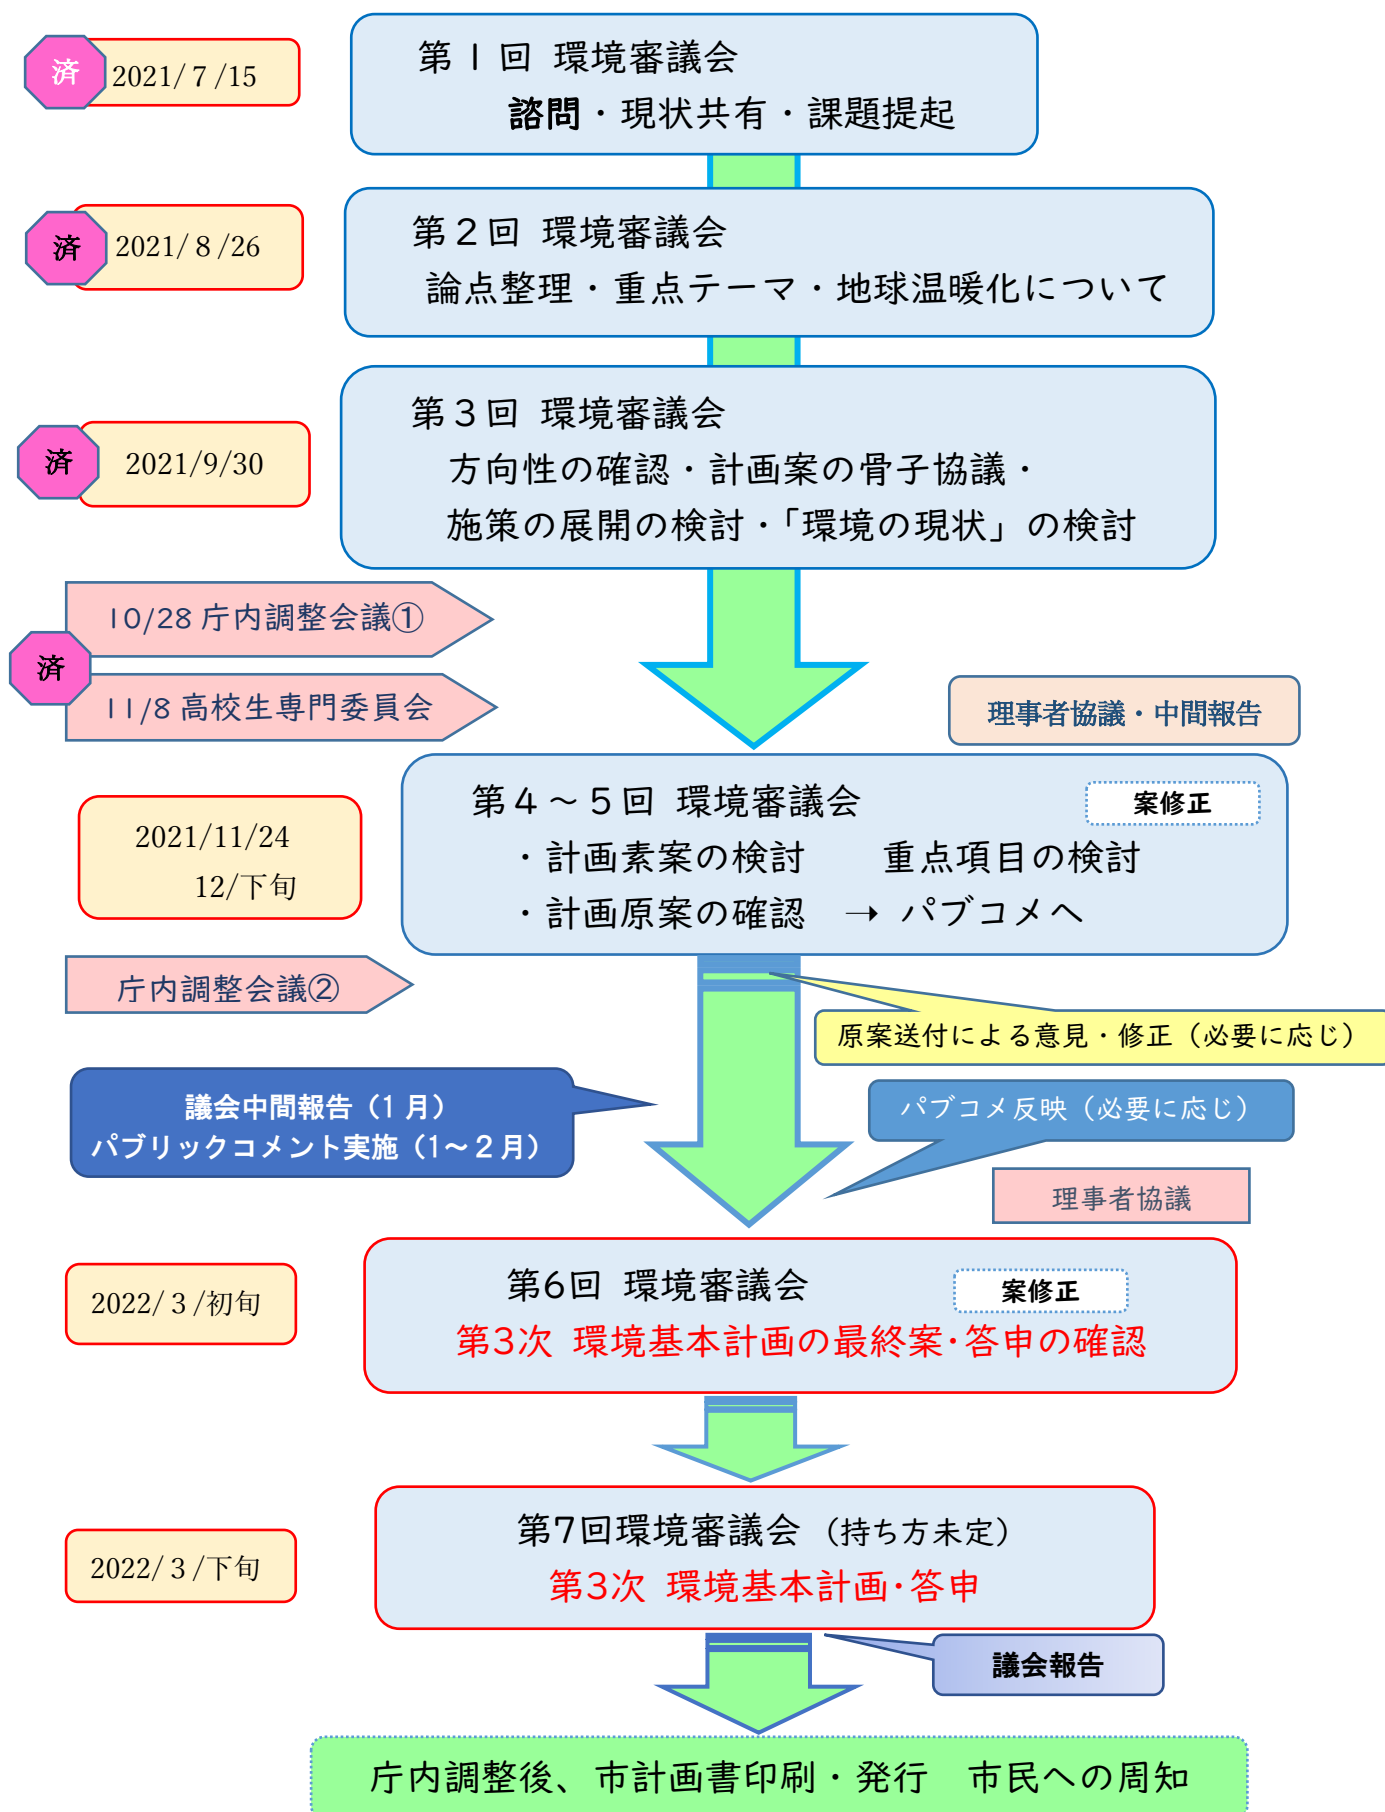 済
2021/７/15
第１回 環境審議会
諮問・現状共有・課題提起
済
2021/８/26
第２回 環境審議会
論点整理・重点テーマ・地球温暖化について
済
2021/9/30
第３回 環境審議会
方向性の確認・計画案の骨子協議・
施策の展開の検討・「環境の現状」の検討
10/28 庁内調整会議①
済
11/8 高校生専門委員会
理事者協議・中間報告
2021/11/24
12/下旬
第４～５回 環境審議会
案修正
・計画素案の検討　　重点項目の検討
・計画原案の確認　→ パブコメへ
庁内調整会議②
原案送付による意見・修正（必要に応じ）
議会中間報告（１月）
パブリックコメント実施（1～２月）
パブコメ反映（必要に応じ）
理事者協議
2022/３/初旬
第6回 環境審議会
案修正
第3次 環境基本計画の最終案・答申の確認
2022/３/下旬
第7回環境審議会（持ち方未定）
第3次 環境基本計画・答申
議会報告
庁内調整後、市計画書印刷・発行　市民への周知